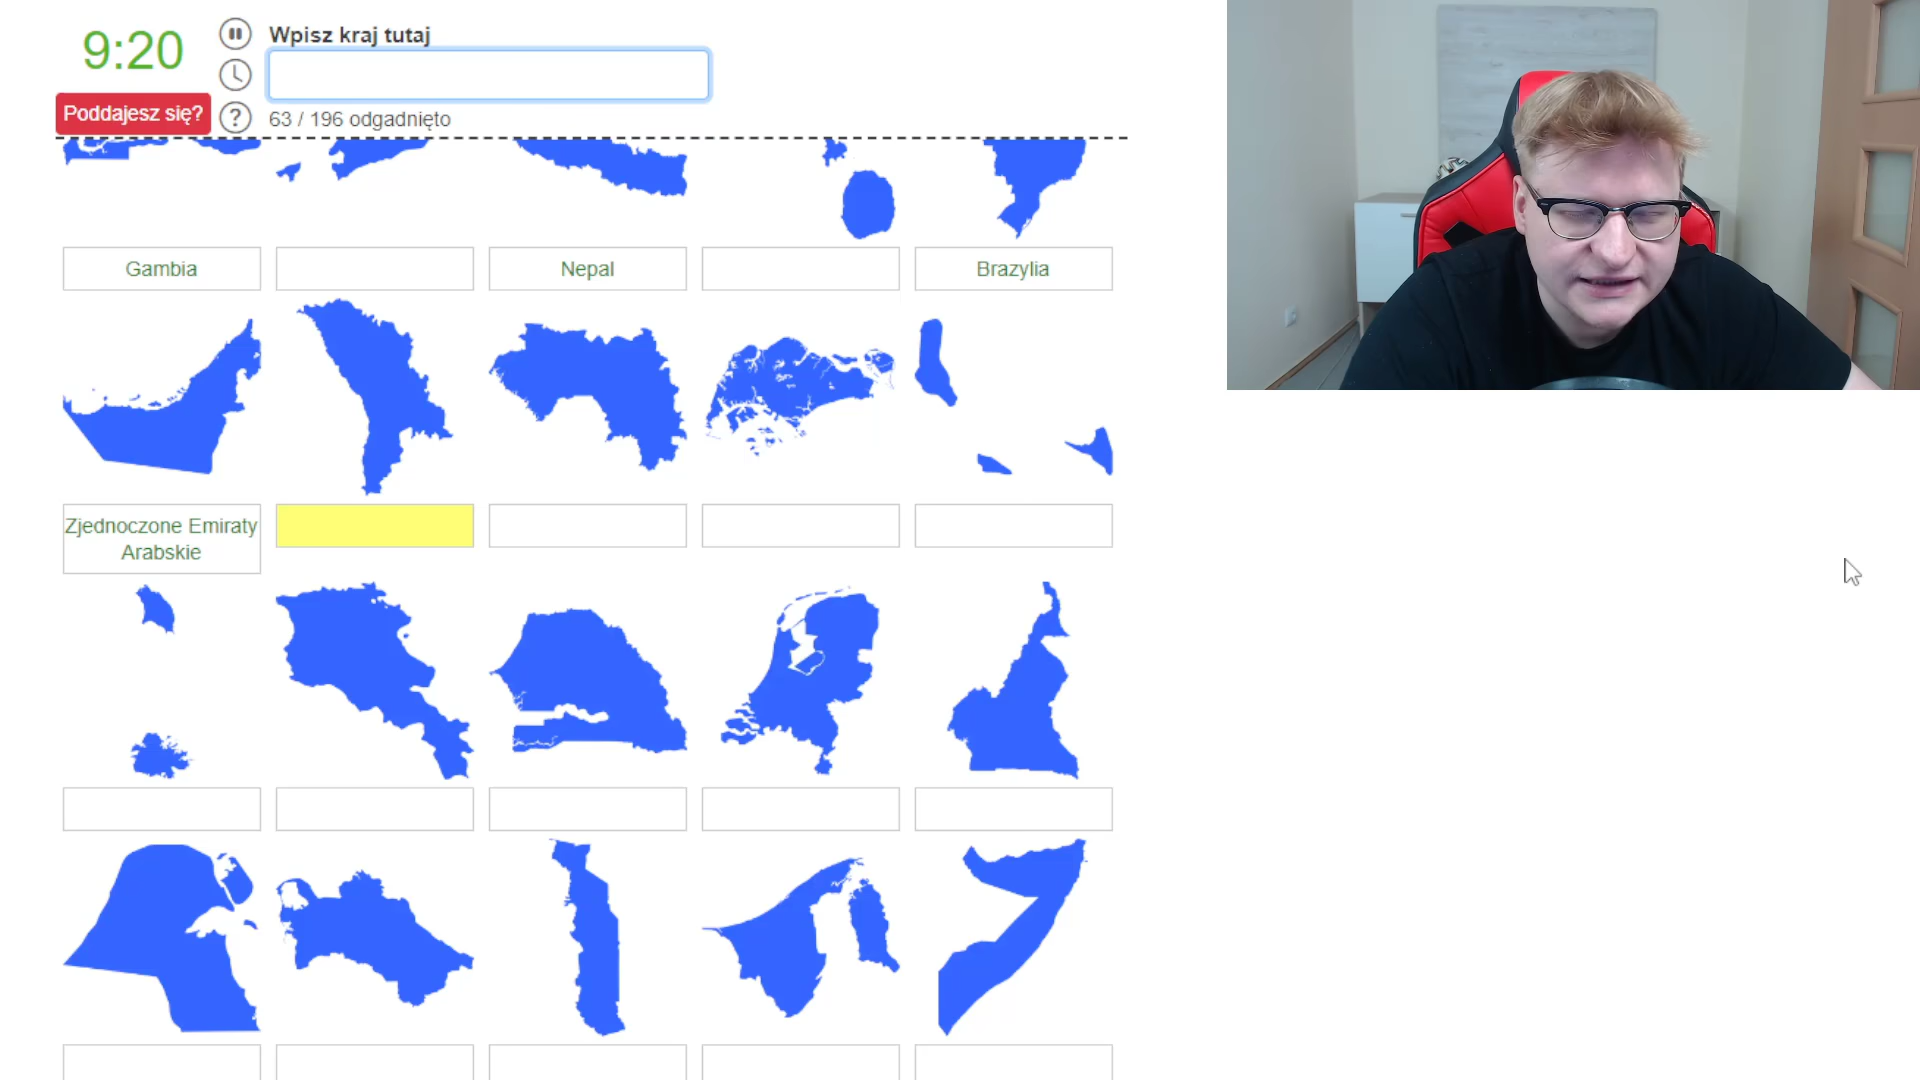 9:20
Wpisz kraj tutaj
Poddajesz się?
63 / 196 odgadnięto
Gambia
Nepal
Brazylia
Zjednoczone Emiraty
Arabskie